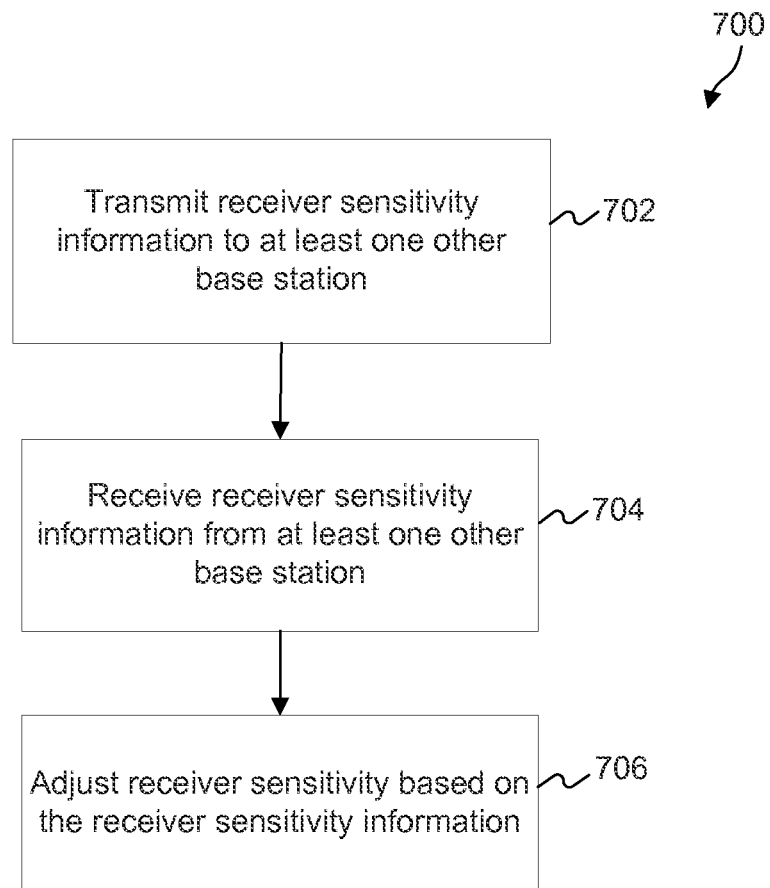 700
Transmit receiver sensitivity
information to at least one other
base station
702
Receive receiver sensitivity
information from at least one other
base station
704
Adjust receiver sensitivity based on
the receiver sensitivity information
706